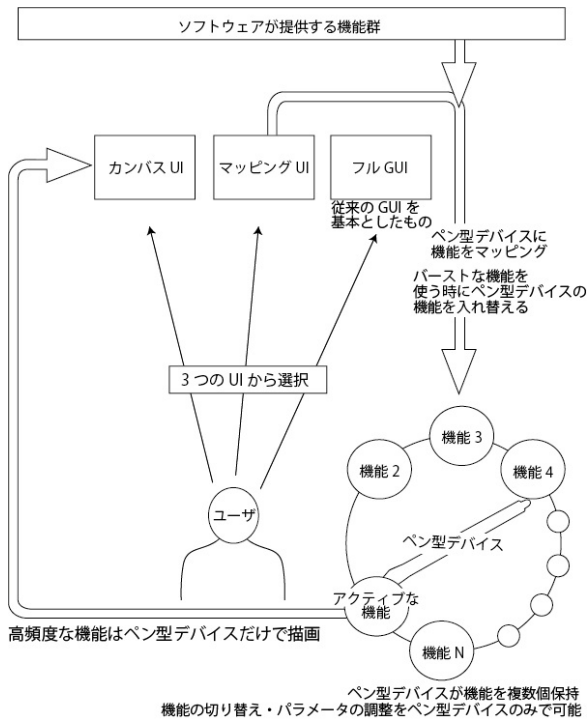 ソフトウェアが提供する機能群
カンバス UI
マッピング UI
フル GUI
従来の GUI を
基本としたもの
ペン型デバイスに
機能をマッピング
バーストな機能を
使う時にペン型デバイスの
機能を入れ替える
3 つの UI から選択
機能 3
機能 2
機能 4
ユーザ
ペン型デバイス
アクティブな
機能
高頻度な機能はペン型デバイスだけで描画
機能 N
ペン型デバイスが機能を複数個保持
機能の切り替え・パラメータの調整をペン型デバイスのみで可能